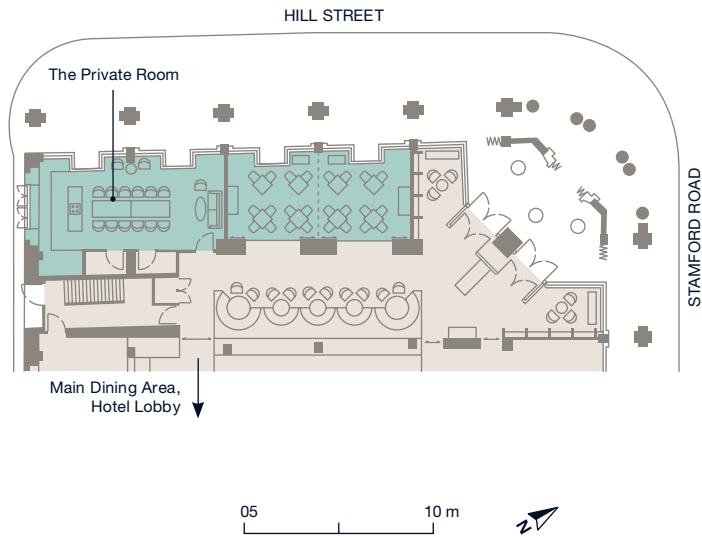 HILL STREET
The Private Room
STAMFORD ROAD
Main Dining Area,
Hotel Lobby
05
10 m
N